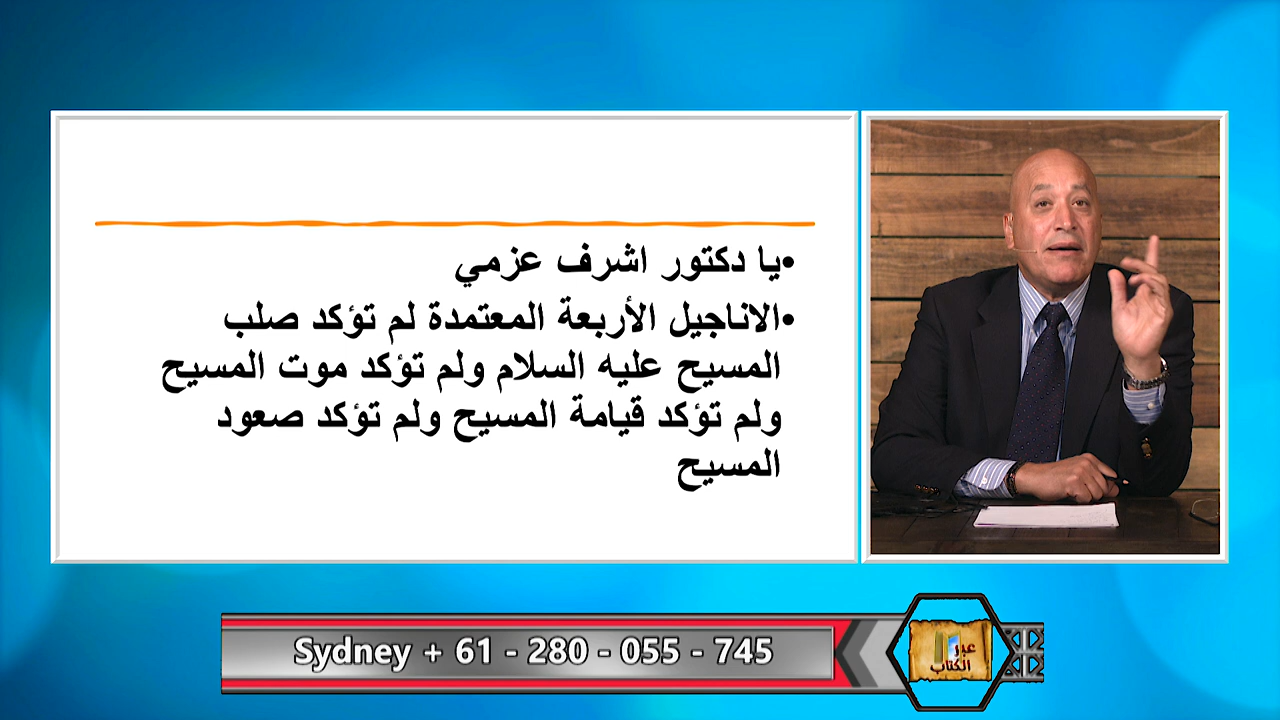 •يا دكتور اشرف عزمي
•الاناجيل الأربعة المعتمدة لم تؤكد صلب
المسيح عليه السلام ولم تؤكد موت المسيح
ولم تؤكد قيامة المسيح ولم تؤكد صعود
المسيح
Sydney + 61 - 280 - 055 - 745
عبر
الكتاب